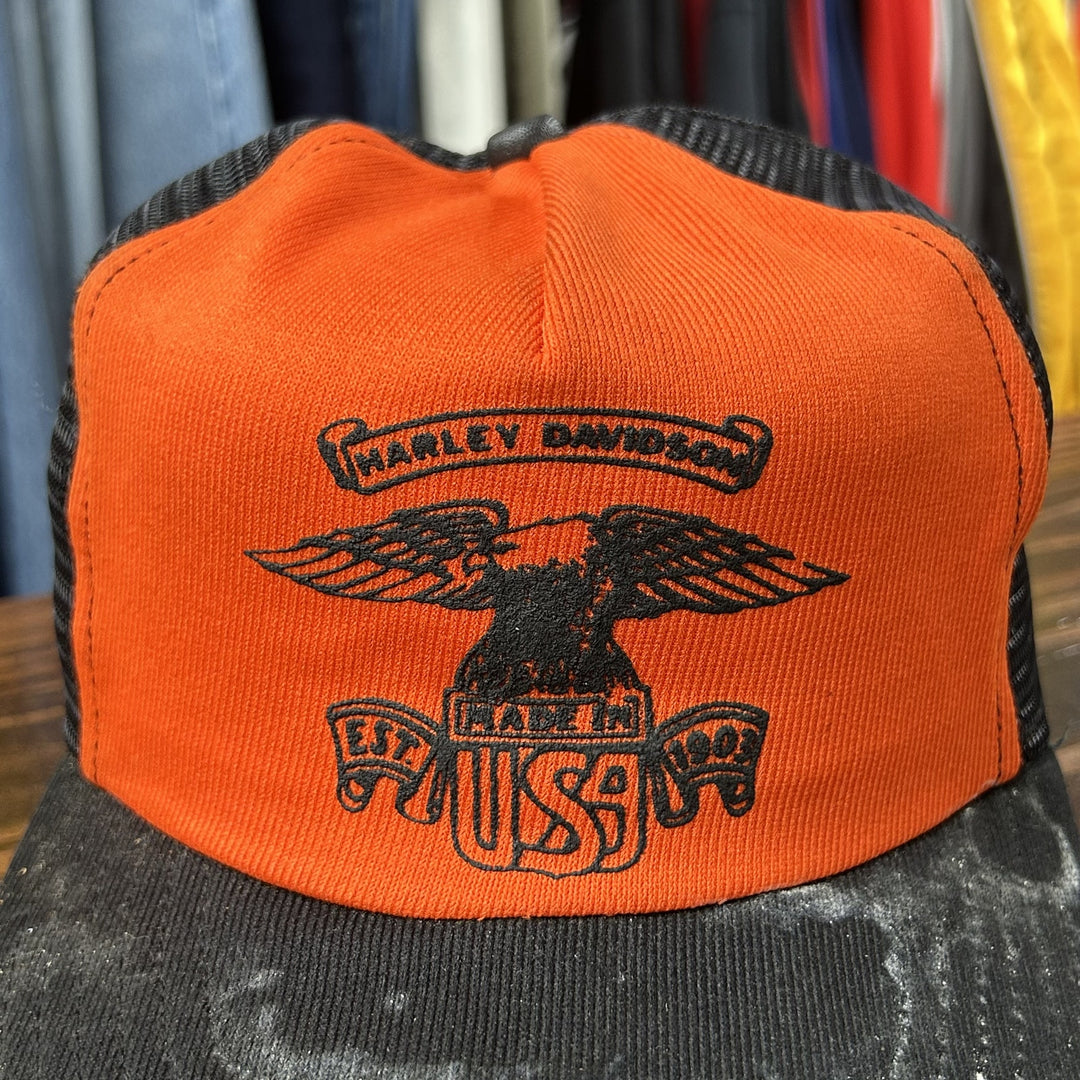 HARLEY DAVIDSON
MADE IN
EST. 1903
USA